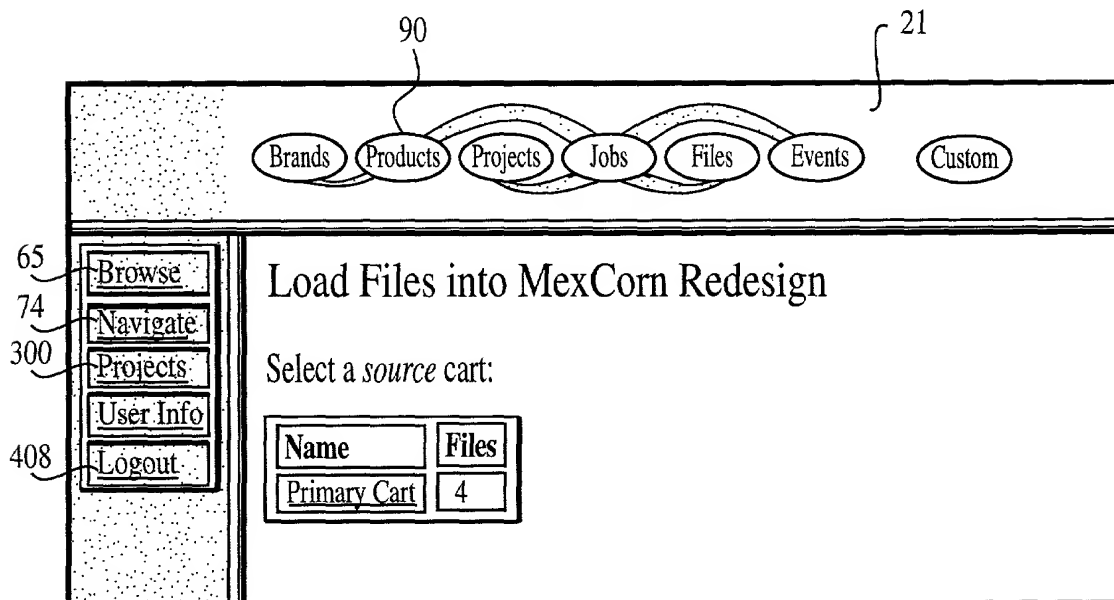 90
21
Brands Products Projects Jobs Files Events Custom
65
Browse
74
Navigate
300
Projects
User Info
408
Logout
Load Files into MexCorn Redesign
Select a source cart:
Name Files
Primary Cart 4